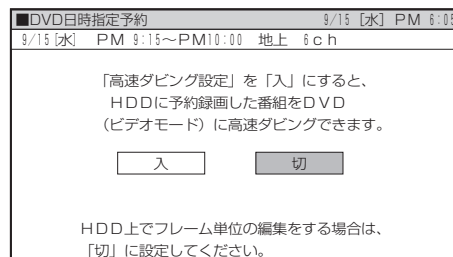 ■DVD日時指定予約 9/15［水］PM 6:05
9/15［水］ PM 9:15～PM10:00 地上 6ch
「高速ダビング設定」を「入」にすると、
HDDに予約録画した番組をDVD
（ビデオモード）に高速ダビングできます。
入 切
HDD上でフレーム単位の編集をする場合は、
「切」に設定してください。